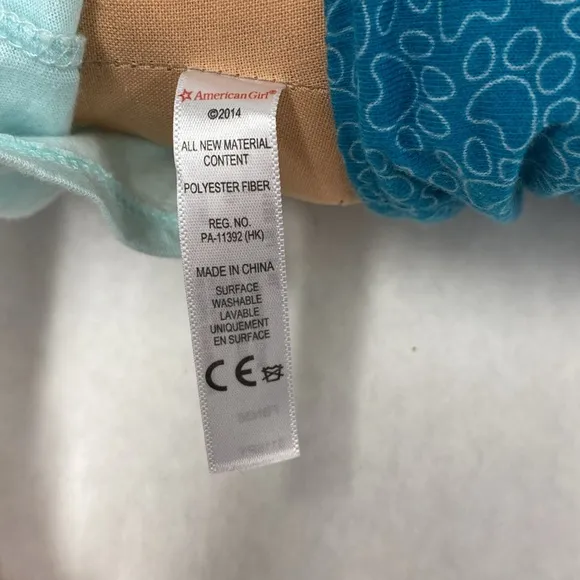 American Girl®
©2014
ALL NEW MATERIAL
CONTENT
POLYESTER FIBER
REG. NO.
PA-11392 (HK)
MADE IN CHINA
SURFACE
WASHABLE
LAVABLE
UNIQUEMENT
EN SURFACE
CE